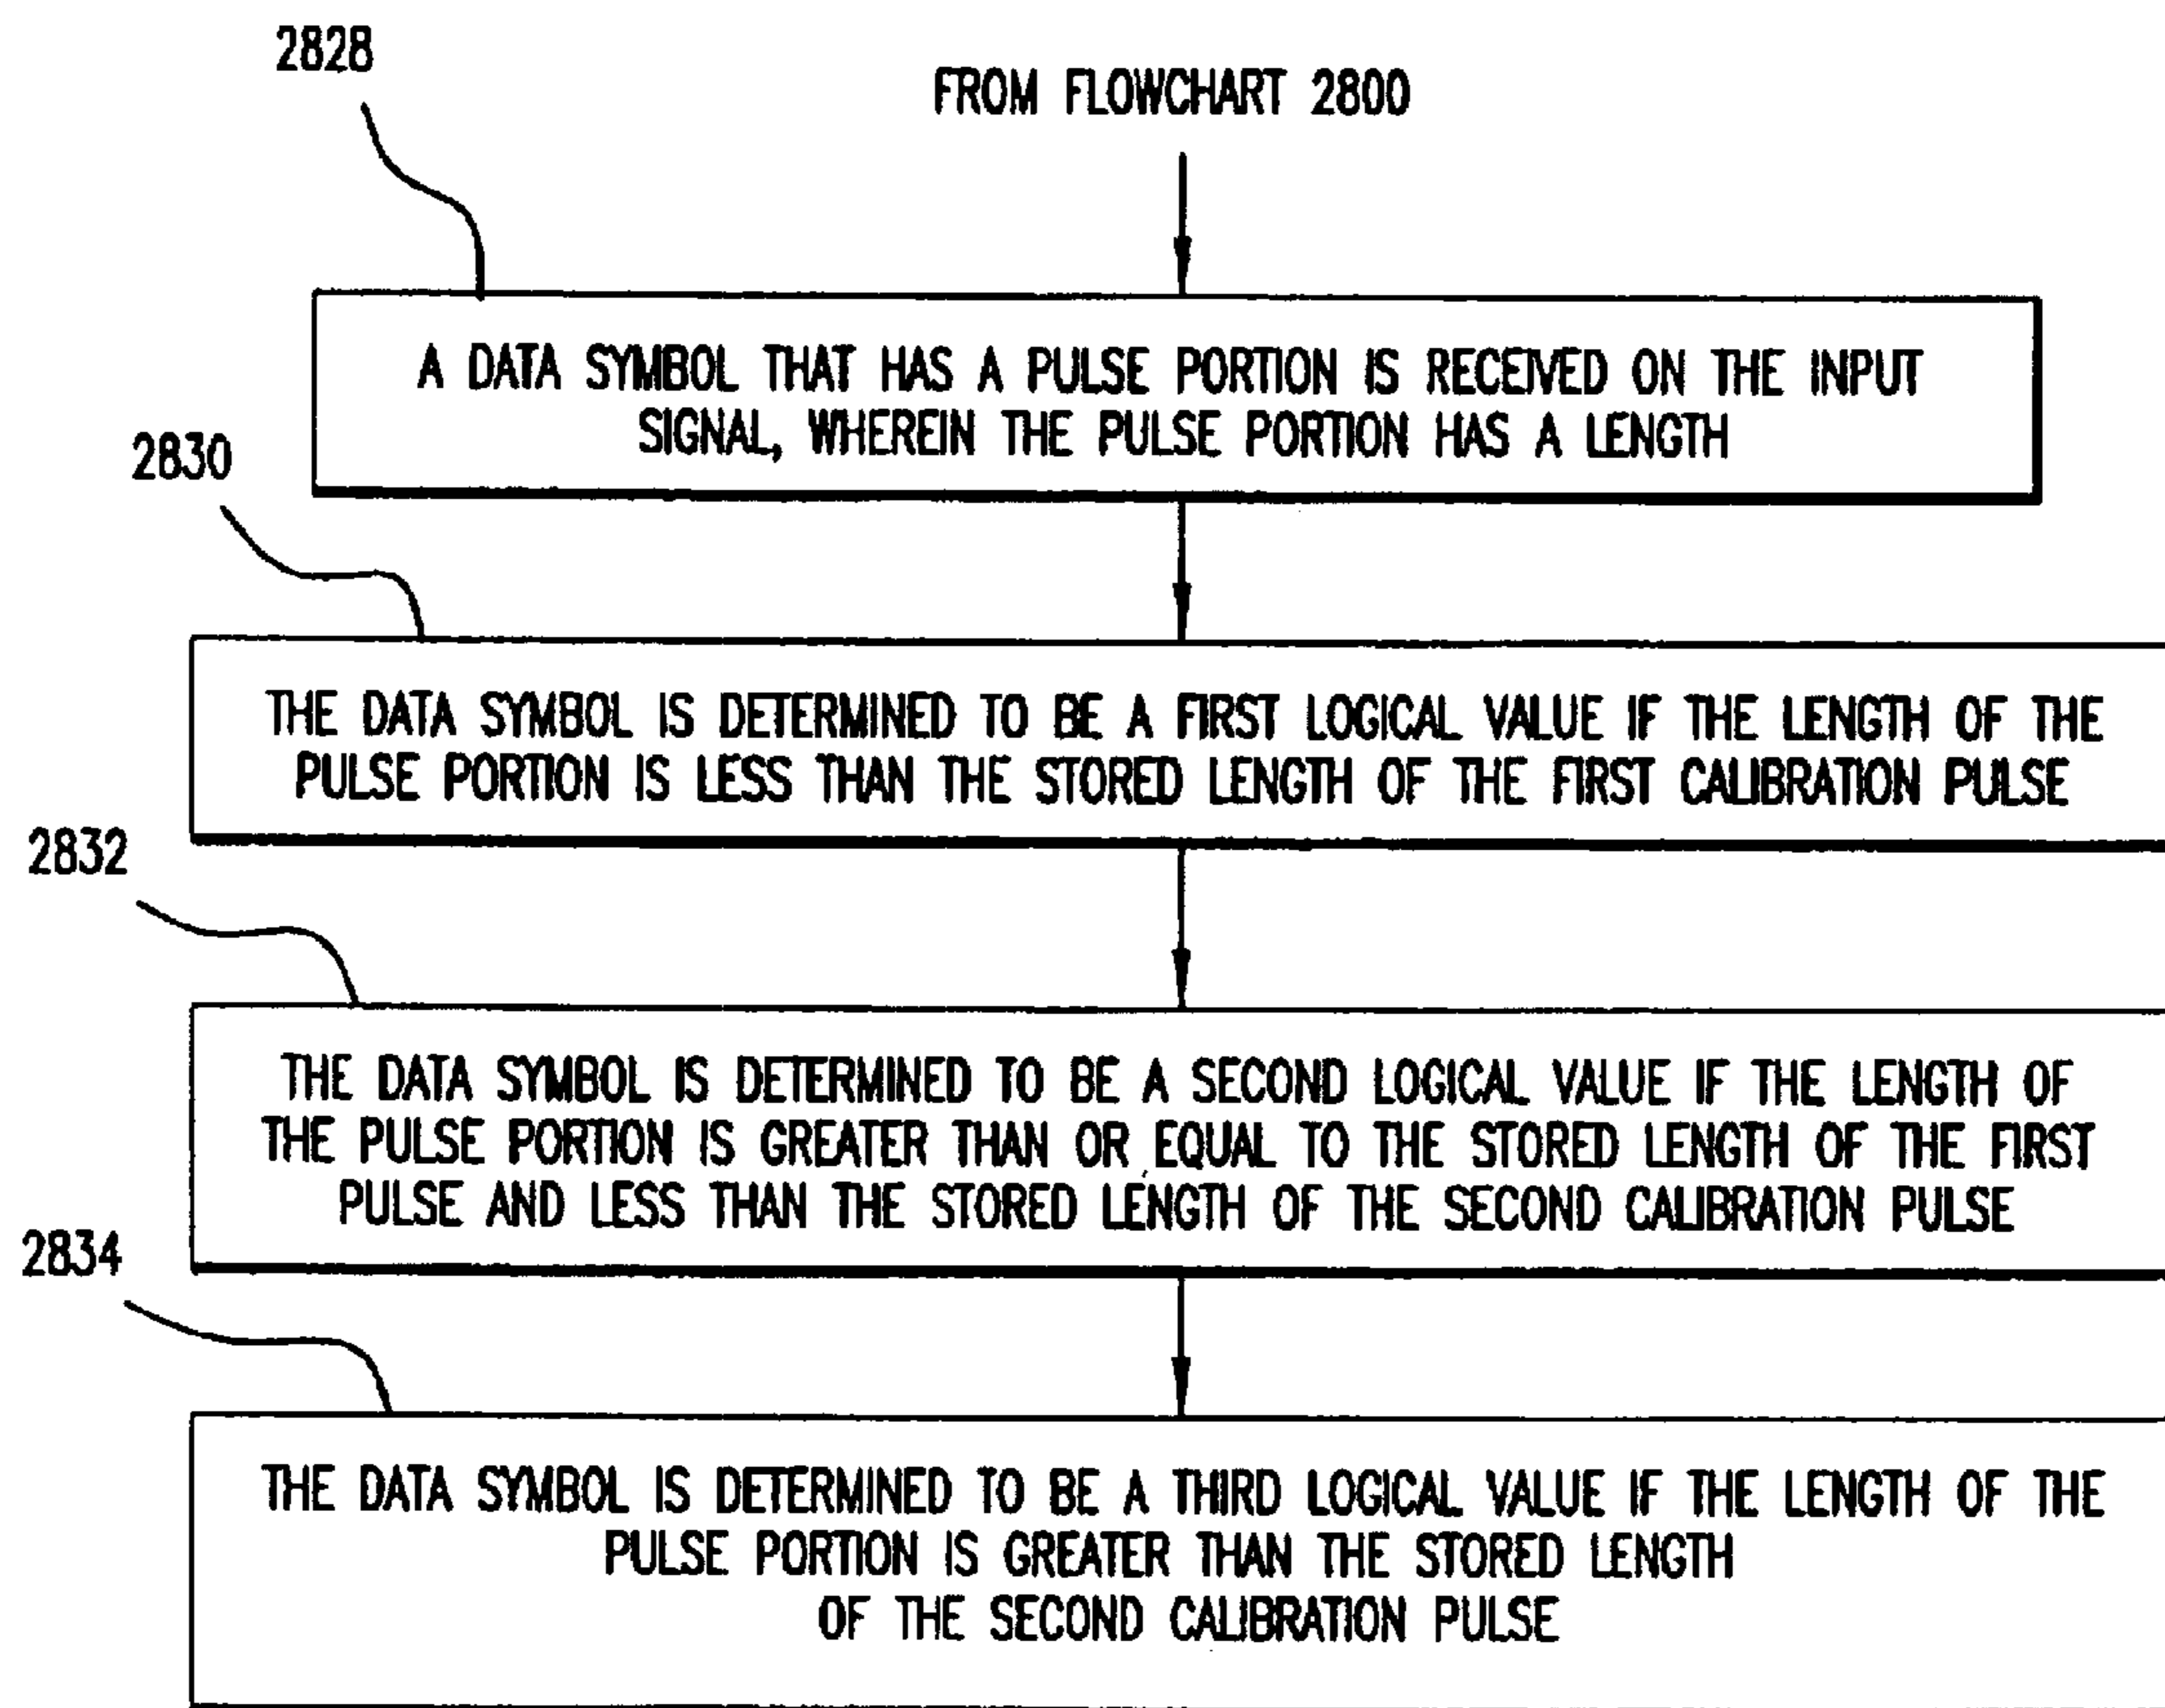 2828
FROM FLOWCHART 2800
A DATA SYMBOL THAT HAS A PULSE PORTION IS RECEIVED ON THE INPUT
SIGNAL, WHEREIN THE PULSE PORTION HAS A LENGTH
2830
THE DATA SYMBOL IS DETERMINED TO BE A FIRST LOGICAL VALUE IF THE LENGTH OF THE
PULSE PORTION IS LESS THAN THE STORED LENGTH OF THE FIRST CALIBRATION PULSE
2832
THE DATA SYMBOL IS DETERMINED TO BE A SECOND LOGICAL VALUE IF THE LENGTH OF
THE PULSE PORTION IS GREATER THAN OR EQUAL TO THE STORED LENGTH OF THE FIRST
PULSE AND LESS THAN THE STORED LENGTH OF THE SECOND CALIBRATION PULSE
2834
THE DATA SYMBOL IS DETERMINED TO BE A THIRD LOGICAL VALUE IF THE LENGTH OF THE
PULSE PORTION IS GREATER THAN THE STORED LENGTH
OF THE SECOND CALIBRATION PULSE